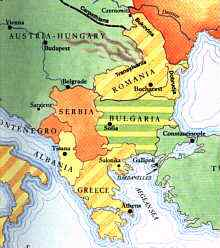 Vienna
AUSTRIA-HUNGARY
Budapest
Transylvania
ROMANIA
Bucharest
Dobrudja
Belgrade
Sarajevo
SERBIA
BULGARIA
Sofia
MONTENEGRO
Constantinople
ALBANIA
Tirana
Salonika
Gallipoli
DARDANELLES
GREECE
AEGEAN SEA
Athens